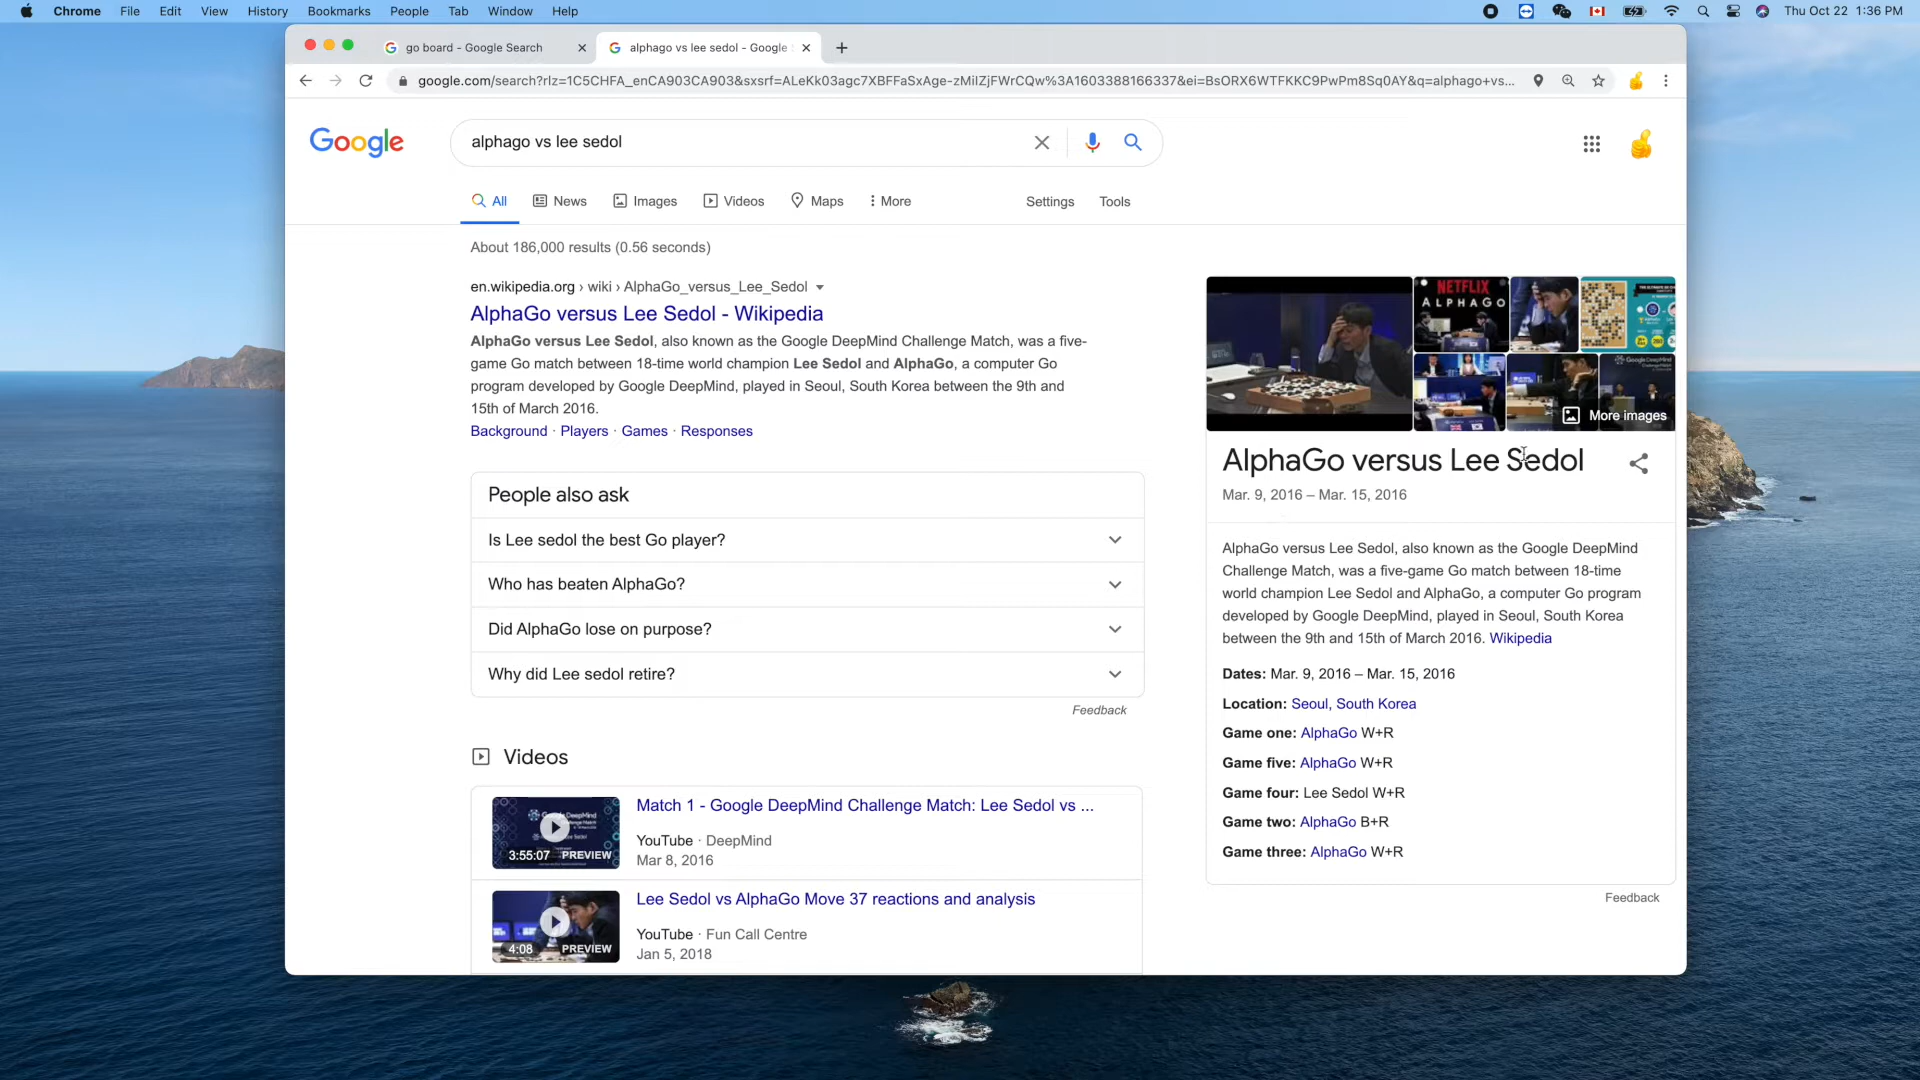 Chrome File Edit View History Bookmarks People Tab Window Help
Thu Oct 22 1:36 PM
go board - Google Search
alphago vs lee sedol - Google
google.com/search?rlz=1C5CHFA_enCA903CA903&sxsrf=ALeKk03agc7XBFFaSxAge-zMiIZjFWrCQw%3A1603388166337&ei=BsORX6WTFKKC9PwPm8Sq0AY&q=alphago+vs...
Google
alphago vs lee sedol
All News Images Videos Maps More Settings Tools
About 186,000 results (0.56 seconds)
en.wikipedia.org › wiki › AlphaGo_versus_Lee_Sedol
AlphaGo versus Lee Sedol - Wikipedia
AlphaGo versus Lee Sedol, also known as the Google DeepMind Challenge Match, was a five-
game Go match between 18-time world champion Lee Sedol and AlphaGo, a computer Go
program developed by Google DeepMind, played in Seoul, South Korea between the 9th and
15th of March 2016.
Background · Players · Games · Responses
People also ask
Is Lee sedol the best Go player?
Who has beaten AlphaGo?
Did AlphaGo lose on purpose?
Why did Lee sedol retire?
Feedback
Videos
Google DeepMind
3:55:07 PREVIEW
Match 1 - Google DeepMind Challenge Match: Lee Sedol vs ...
YouTube · DeepMind
Mar 8, 2016
4:08 PREVIEW
Lee Sedol vs AlphaGo Move 37 reactions and analysis
YouTube · Fun Call Centre
Jan 5, 2018
NETFLIX
ALPHAGO
Google DeepMind
More images
AlphaGo versus Lee Sedol
Mar. 9, 2016 – Mar. 15, 2016
AlphaGo versus Lee Sedol, also known as the Google DeepMind
Challenge Match, was a five-game Go match between 18-time
world champion Lee Sedol and AlphaGo, a computer Go program
developed by Google DeepMind, played in Seoul, South Korea
between the 9th and 15th of March 2016. Wikipedia
Dates: Mar. 9, 2016 – Mar. 15, 2016
Location: Seoul, South Korea
Game one: AlphaGo W+R
Game five: AlphaGo W+R
Game four: Lee Sedol W+R
Game two: AlphaGo B+R
Game three: AlphaGo W+R
Feedback